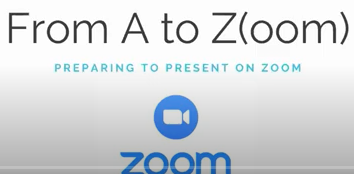 From A to Z(oom)
PREPARING TO PRESENT ON ZOOM
zoom